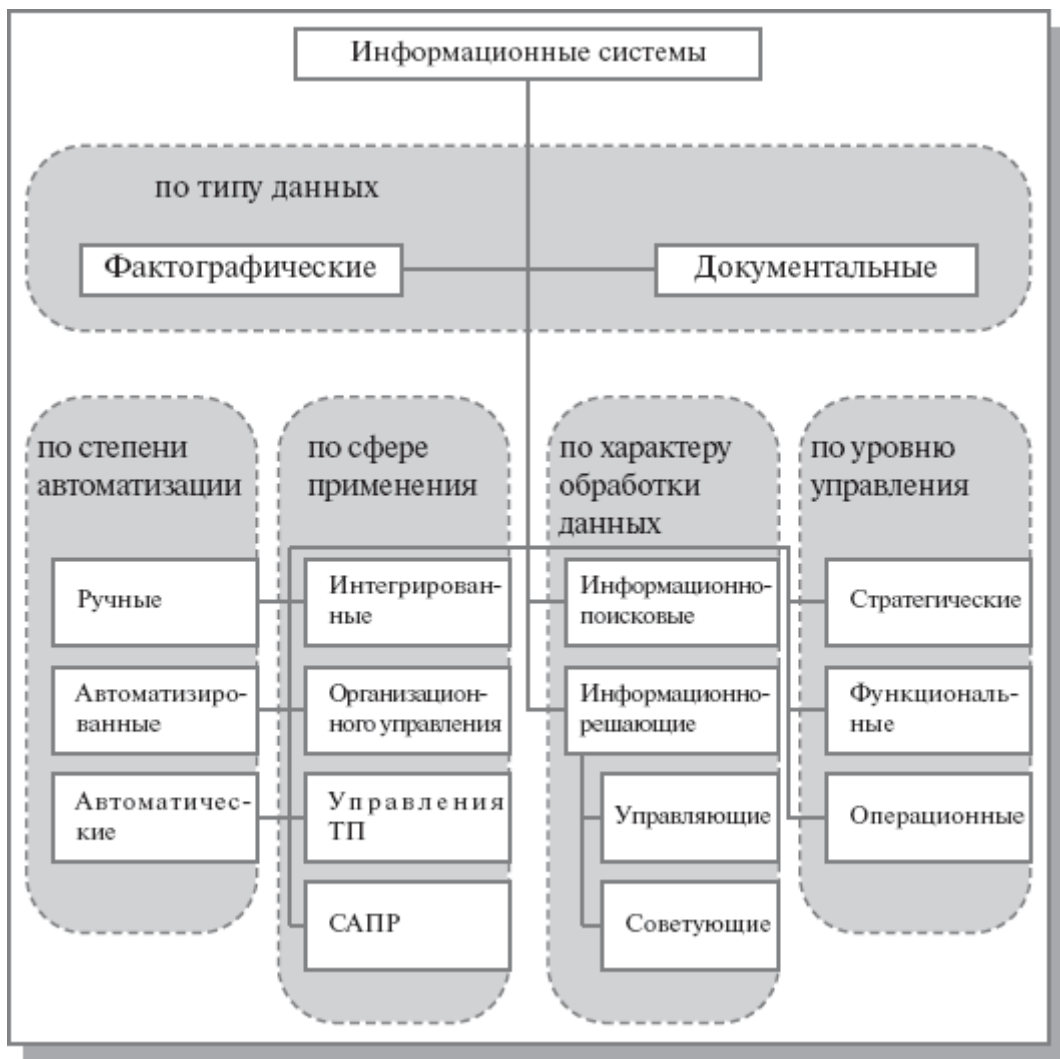 Информационные системы
по типу данных
Фактографические
Документальные
по степени
автоматизации
Ручные
Автоматизиро-
ванные
Автоматичес-
кие
по сфере
применения
Интегрирован-
ные
Организацион-
ного управления
Управления
ТП
САПР
по характеру
обработки
данных
Информационно-
поисковые
Информационно-
решающие
Управляющие
Советующие
по уровню
управления
Стратегические
Функциональ-
ные
Операционные